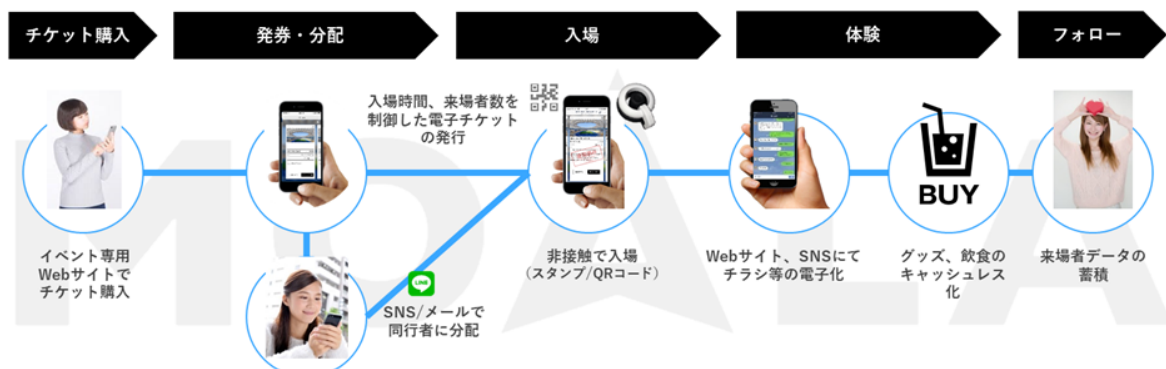 チケット購入
発券・分配
入場
体験
フォロー
入場時間、来場者数を
制御した電子チケット
の発行
BUY
イベント専用
Webサイトで
チケット購入
LINE
SNS/メールで
同行者に分配
非接触で入場
（スタンプ/QRコード）
Webサイト、SNSにて
チラシ等の電子化
グッズ、飲食の
キャッシュレス
化
来場者データの
蓄積
MOALA